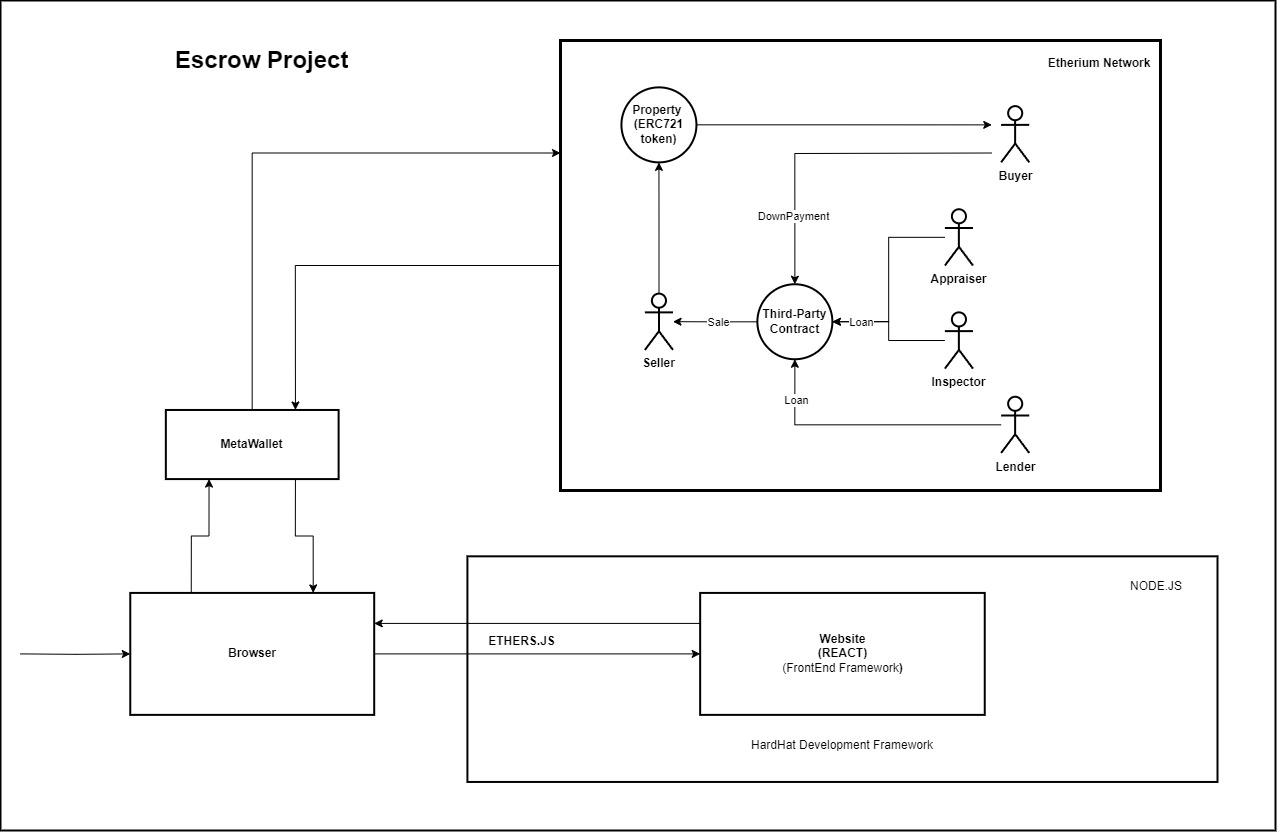 Escrow Project
Etherium Network
Property
(ERC721
token)
Buyer
DownPayment
Appraiser
Third-Party
Contract
Sale
Loan
Seller
Inspector
Loan
Lender
MetaWallet
NODE.JS
ETHERS.JS
Browser
Website
(REACT)
(FrontEnd Framework)
HardHat Development Framework